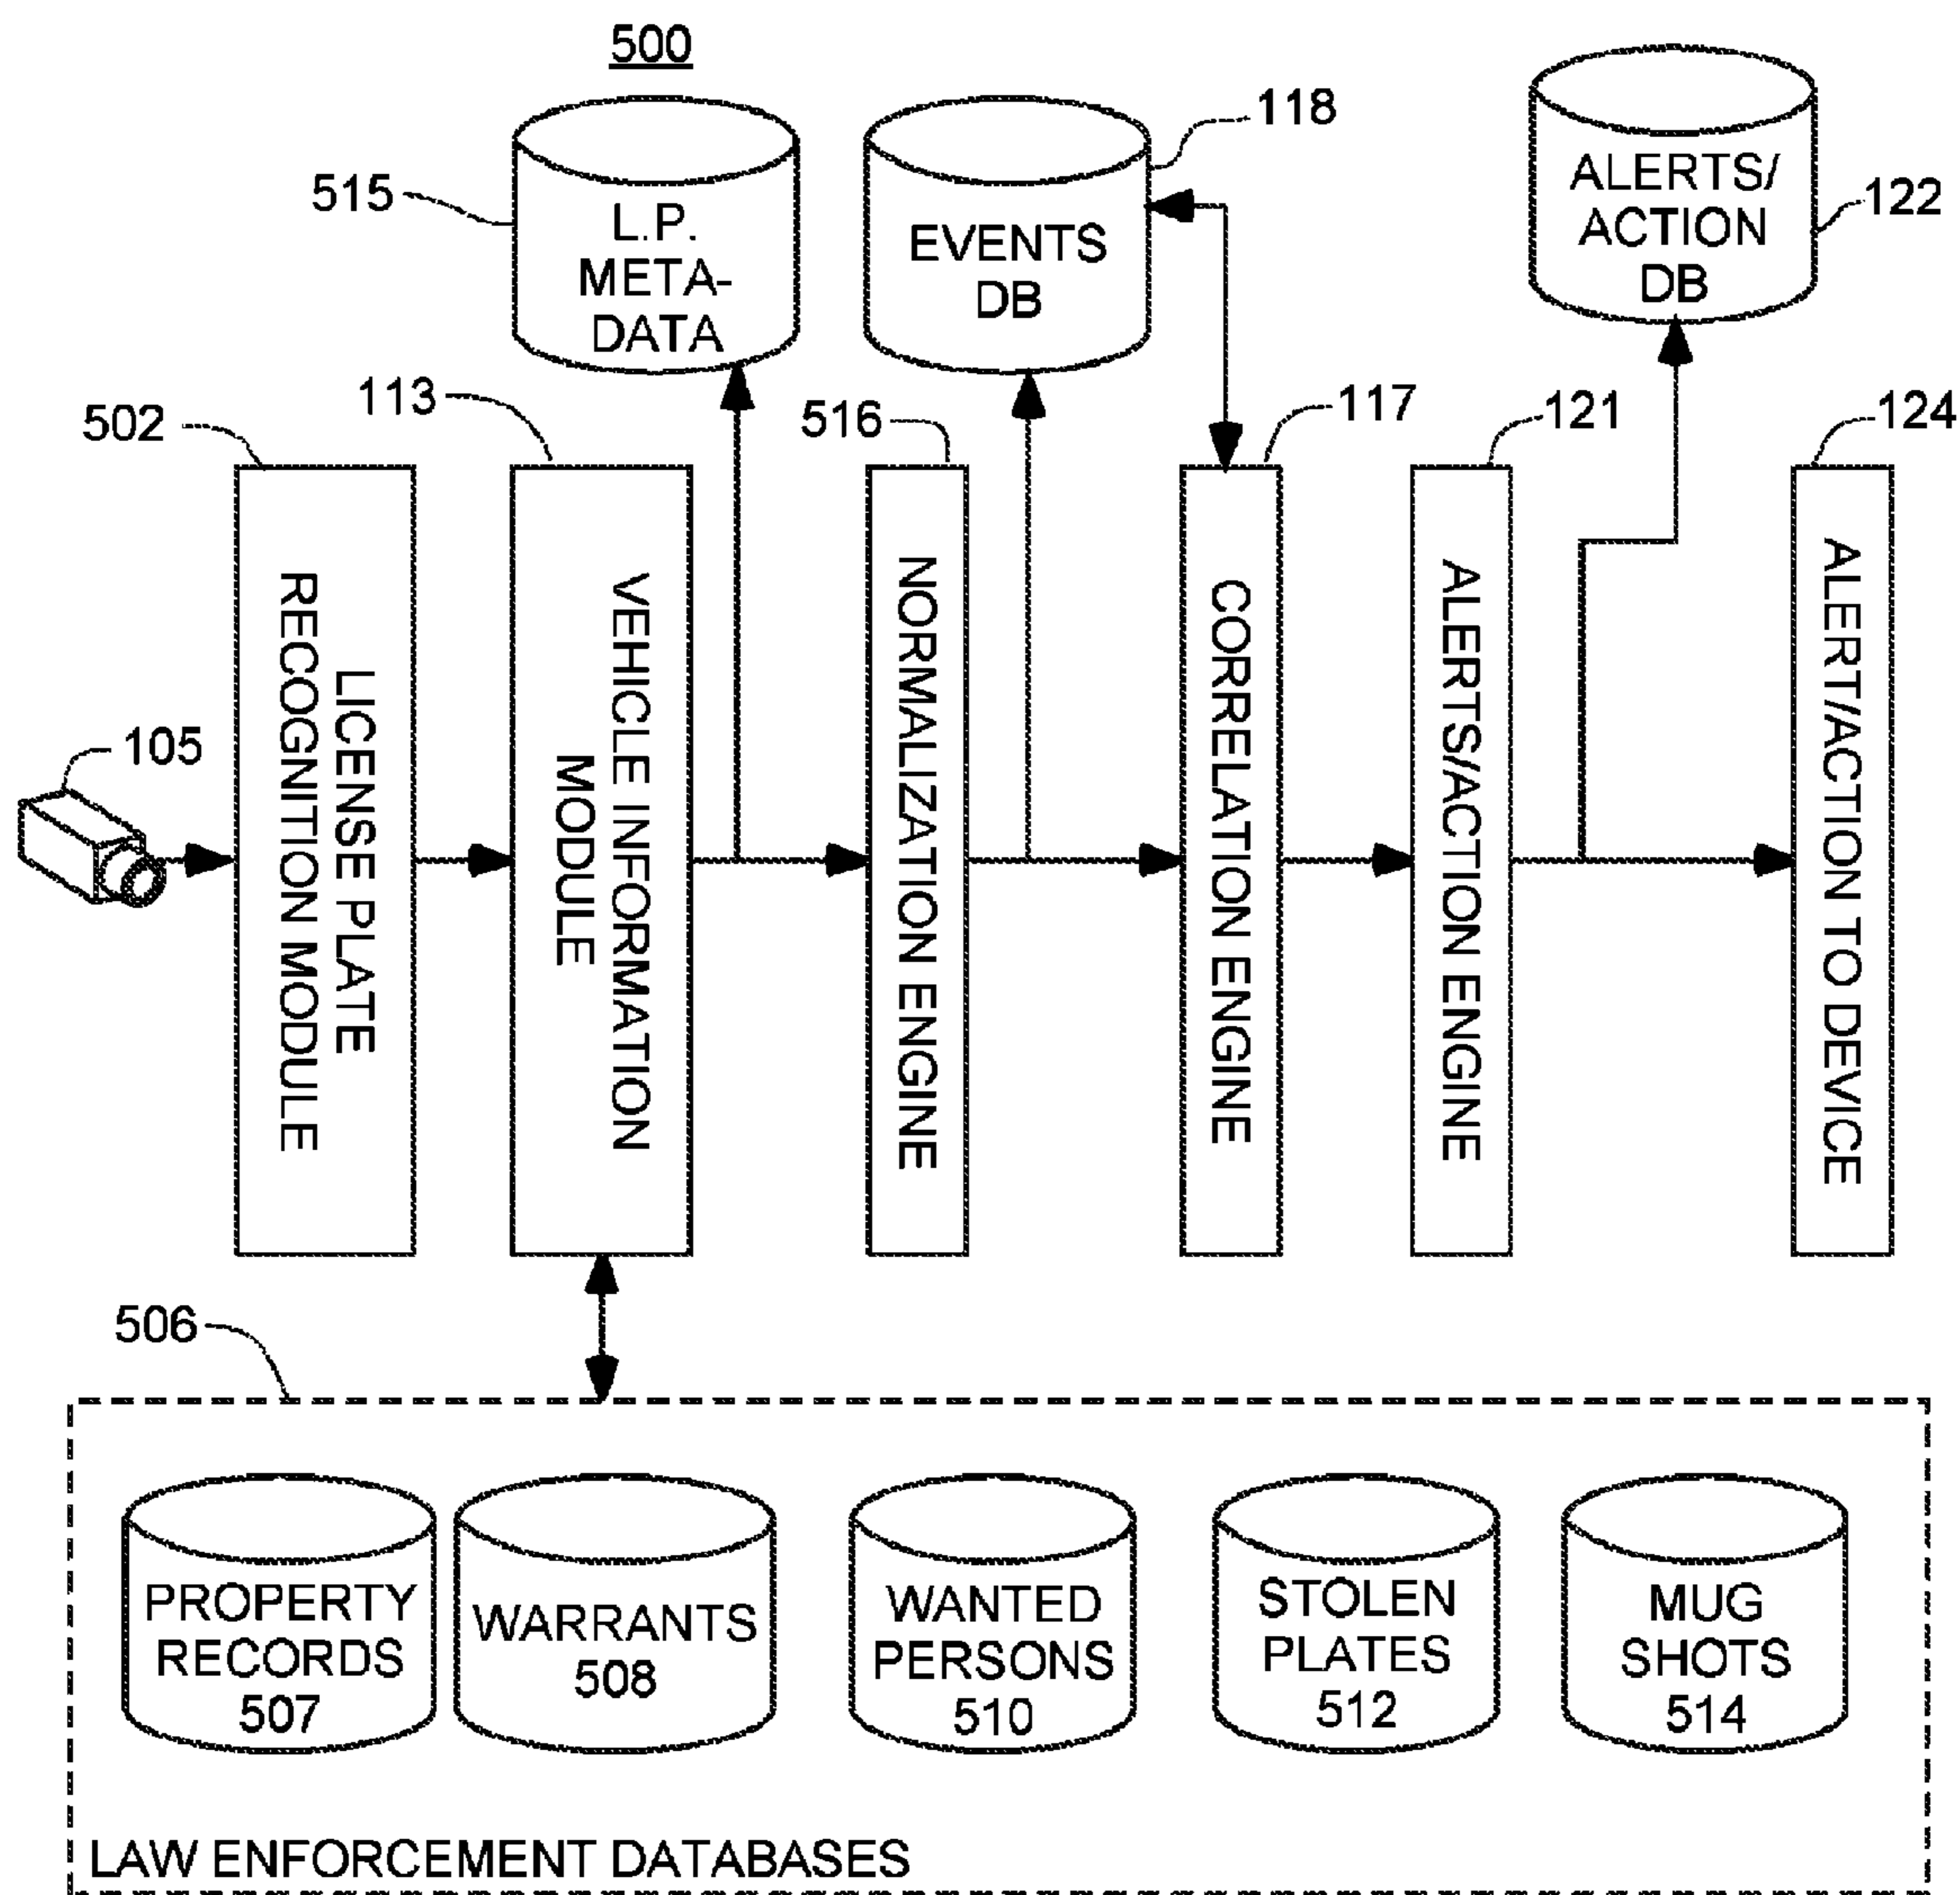 500
118
515
L.P.
META-
DATA
EVENTS
DB
ALERTS/
ACTION
DB
122
502
113
516
117
121
124
105
LICENSE PLATE
RECOGNITION MODULE
VEHICLE INFORMATION
MODULE
NORMALIZATION ENGINE
CORRELATION ENGINE
ALERTS/ACTION ENGINE
ALERT/ACTION TO DEVICE
506
PROPERTY
RECORDS
507
WARRANTS
508
WANTED
PERSONS
510
STOLEN
PLATES
512
MUG
SHOTS
514
LAW ENFORCEMENT DATABASES